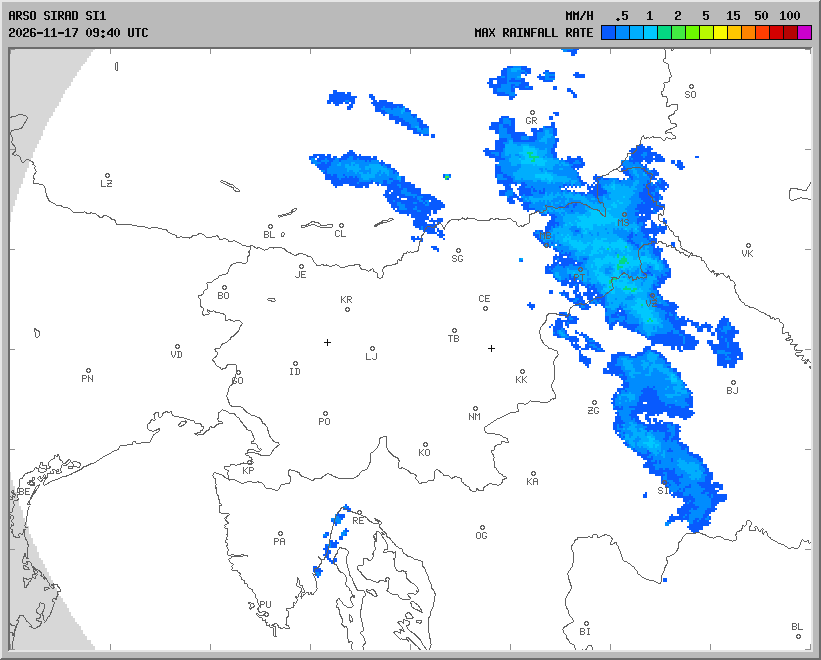 ARSO SIRAD SI1
2026-11-17 09:40 UTC
MM/H .5 1 2 5 15 50 100
MAX RAINFALL RATE
SO
GR
LZ
MS
BL
CL
MB
VK
SG
JE
BO
KR
CE
TB
VD
LJ
ID
GO
KK
PN
BJ
NM
ZG
PO
KO
KP
KA
BE
SI
RE
OG
PA
PU
BI
BL